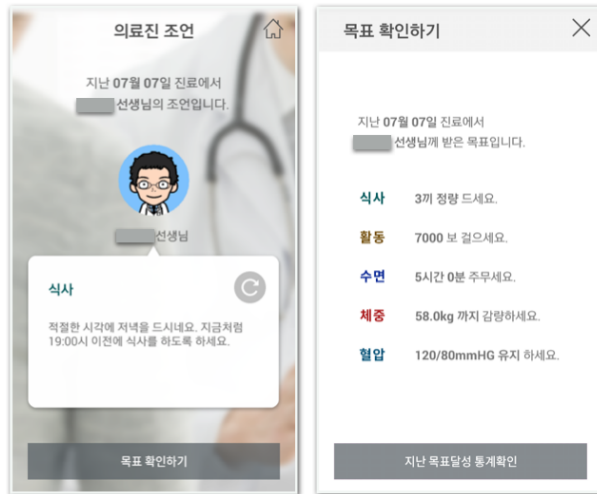 의료진 조언
지난 07월 07일 진료에서
선생님의 조언입니다.
선생님
식사
적절한 시각에 저녁을 드시네요. 지금처럼
19:00시 이전에 식사를 하도록 하세요.
목표 확인하기
목표 확인하기
지난 07월 07일 진료에서
선생님께 받은 목표입니다.
식사 3끼 정량 드세요.
활동 7000 보 걸으세요.
수면 5시간 0분 주무세요.
체중 58.0kg 까지 감량하세요.
혈압 120/80mmHG 유지 하세요.
지난 목표달성 통계확인